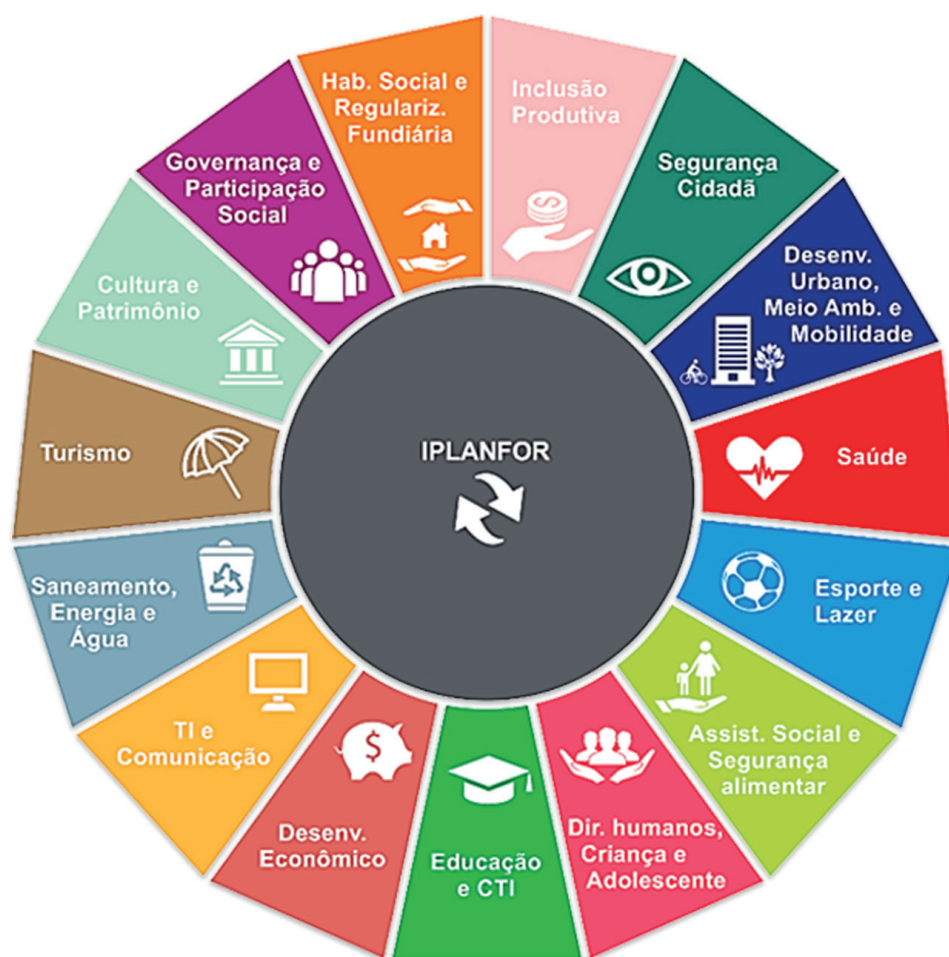 Hab. Social e
Regulariz.
Fundiária
Inclusão
Produtiva
Segurança
Cidadã
Desenv.
Urbano,
Meio Amb. e
Mobilidade
Saúde
Esporte e
Lazer
Assist. Social e
Segurança
alimentar
Dir. humanos,
Criança e
Adolescente
Educação
e CTI
Desenv.
Econômico
TI e
Comunicação
Saneamento,
Energia e
Água
Turismo
Cultura e
Patrimônio
Governança e
Participação
Social
IPLANFOR
$
$